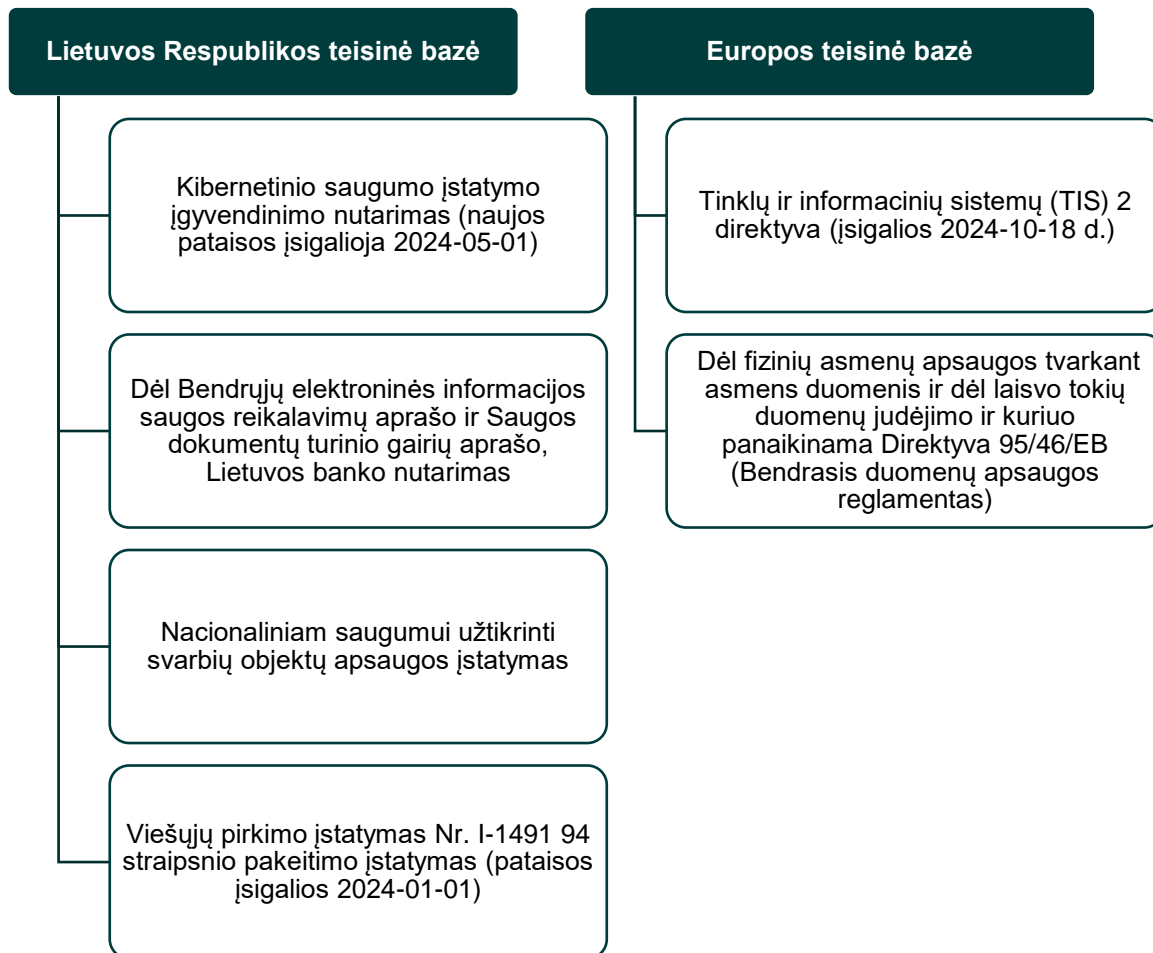 Lietuvos Respublikos teisinė bazė
Kibernetinio saugumo įstatymo
įgyvendinimo nutarimas (naujos
pataisos įsigalioja 2024-05-01)
Dėl Bendrųjų elektroninės informacijos
saugos reikalavimų aprašo ir Saugos
dokumentų turinio gairių aprašo,
Lietuvos banko nutarimas
Nacionaliniam saugumui užtikrinti
svarbių objektų apsaugos įstatymas
Viešųjų pirkimo įstatymas Nr. I-1491 94
straipsnio pakeitimo įstatymas (pataisos
įsigalios 2024-01-01)
Europos teisinė bazė
Tinklų ir informacinių sistemų (TIS) 2
direktyva (įsigalios 2024-10-18 d.)
Dėl fizinių asmenų apsaugos tvarkant
asmens duomenis ir dėl laisvo tokių
duomenų judėjimo ir kuriuo
panaikinama Direktyva 95/46/EB
(Bendrasis duomenų apsaugos
reglamentas)